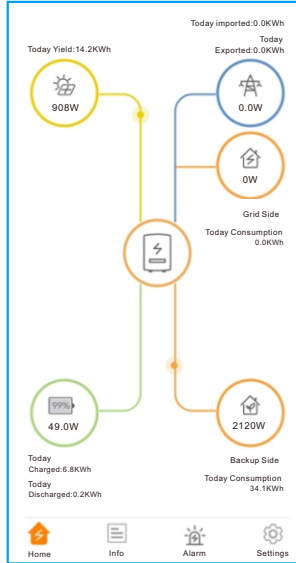 Today imported:0.0KWh
Today
Exported:0.0KWh
Today Yield:14.2KWh
908W
0.0W
0W
Grid Side
Today Consumption
0.0KWh
99%
49.0W
2120W
Today
Charged:6.8KWh
Today
Discharged:0.2KWh
Backup Side
Today Consumption
34.1KWh
Home
Info
Alarm
Settings